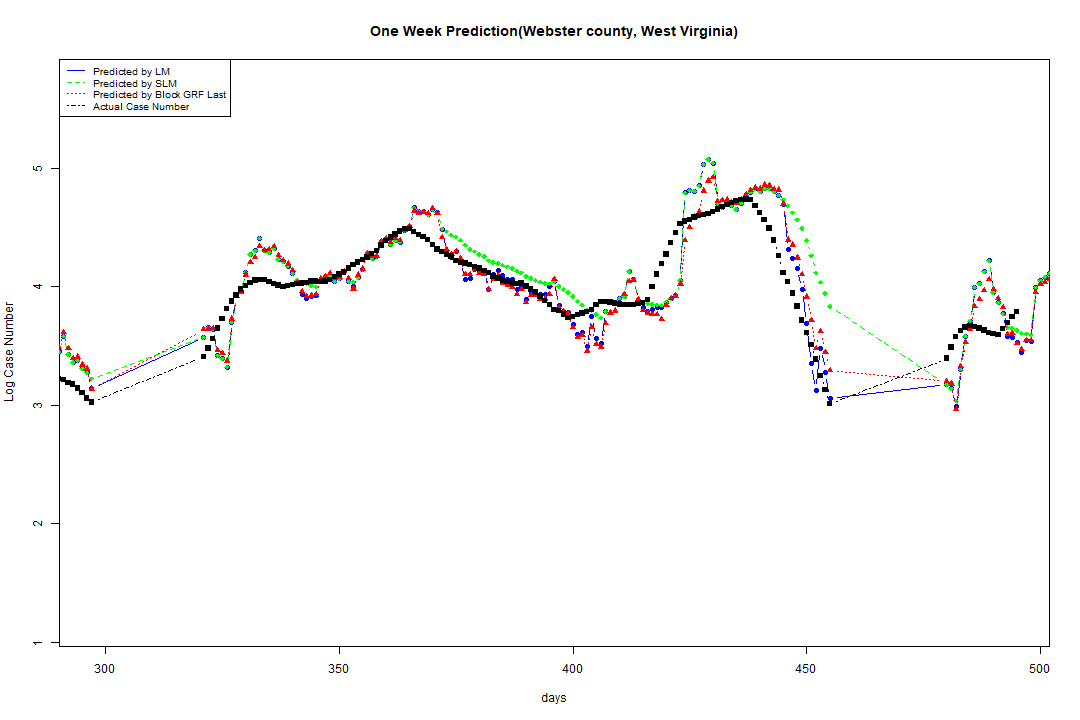 One Week Prediction(Webster county, West Virginia)
Predicted by LM
Predicted by SLM
Predicted by Block GRF Last
Actual Case Number
5
4
3
2
1
Log Case Number
300 350 400 450 500
days